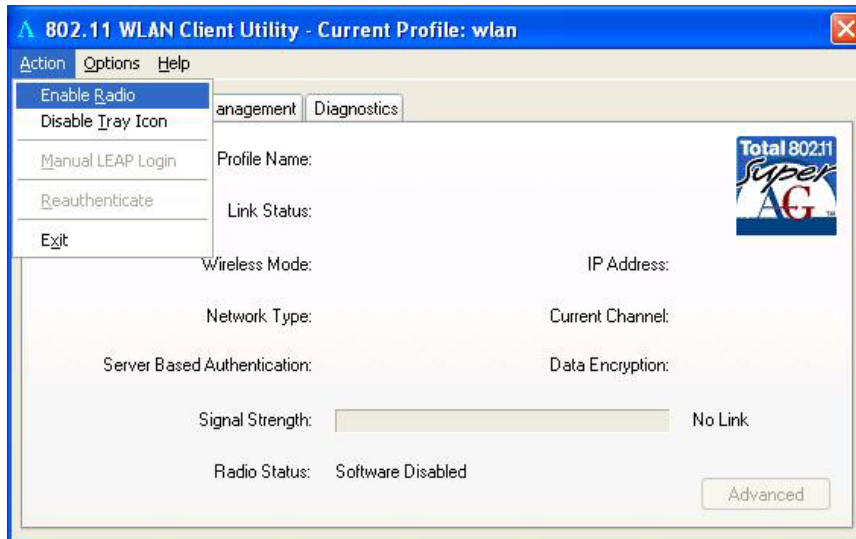 802.11 WLAN Client Utility - Current Profile: wlan
Action Options Help
Enable Radio
Disable Tray Icon
Manual LEAP Login
Reauthenticate
Exit
anagement Diagnostics
Profile Name:
Link Status:
Wireless Mode: IP Address:
Network Type: Current Channel:
Server Based Authentication: Data Encryption:
Signal Strength: No Link
Radio Status: Software Disabled
Advanced
Total 802.11
Super
AG TM